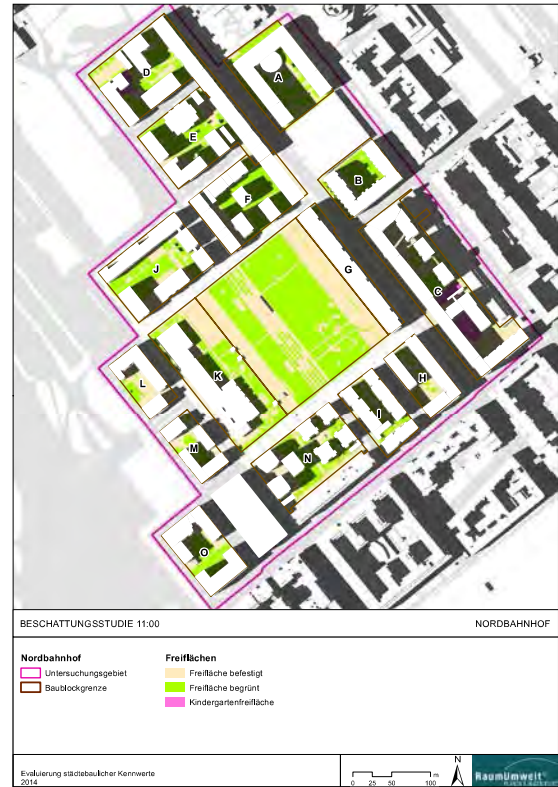 D
A
E
B
F
J
G
C
K
L
H
I
M
N
O
BESCHATTUNGSSTUDIE 11:00 NORDBAHNHOF
Nordbahnhof
Untersuchungsgebiet
Baublockgrenze
Freiflächen
Freifläche befestigt
Freifläche begrünt
Kindergartenfreifläche
Evaluierung städtebaulicher Kennwerte
2014
0 25 50 100 m
N
RaumUmwelt